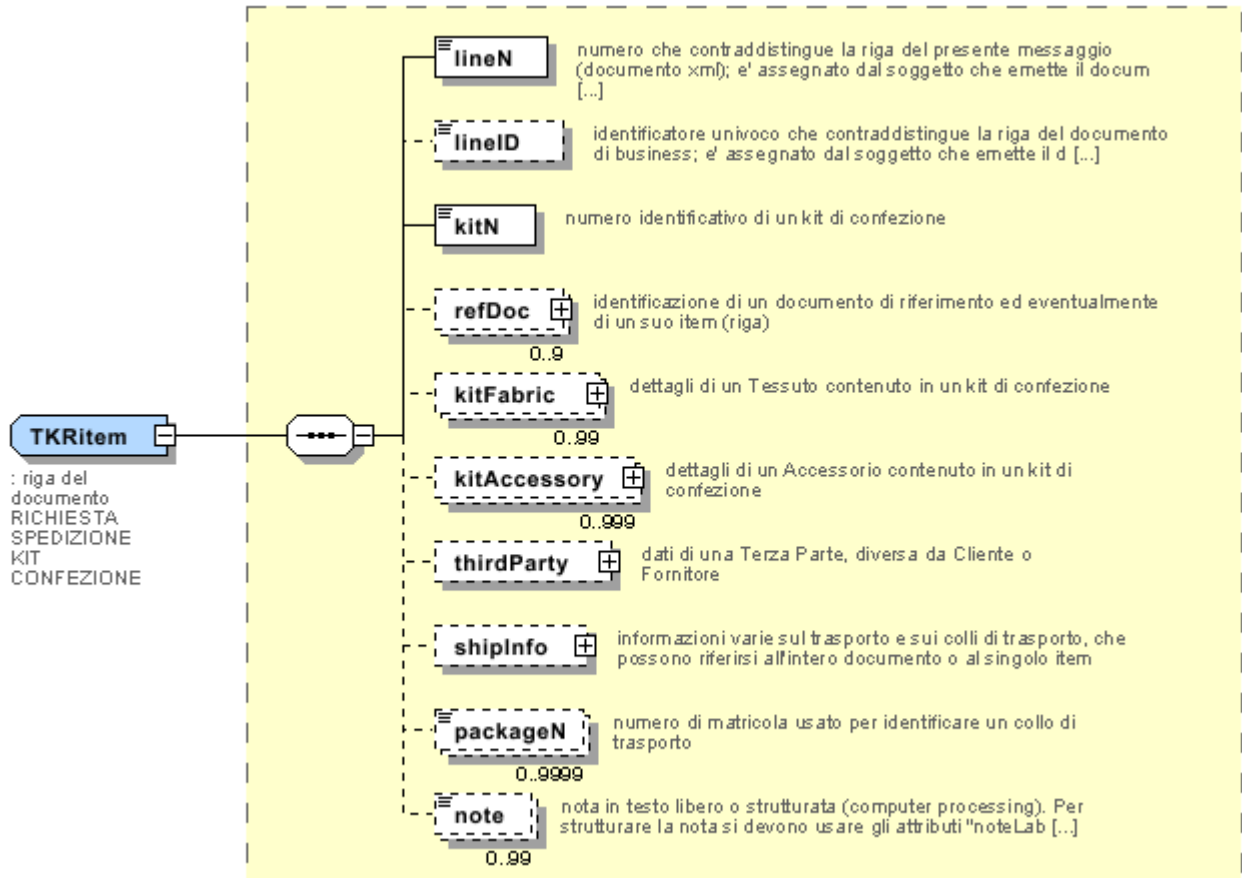 lineN
numero che contraddistingue la riga del presente messaggio
(documento xml); e' assegnato dal soggetto che emette il docum
[...]
lineID
identificatore univoco che contraddistingue la riga del documento
di business; e' assegnato dal soggetto che emette il d [...]
kitN
numero identificativo di un kit di confezione
refDoc
identificazione di un documento di riferimento ed eventualmente
di un suo item (riga)
0..9
kitFabric
dettagli di un Tessuto contenuto in un kit di confezione
0..99
TKRitem
: riga del
documento
RICHIESTA
SPEDIZIONE
KIT
CONFEZIONE
kitAccessory
dettagli di un Accessorio contenuto in un kit di
confezione
0..999
thirdParty
dati di una Terza Parte, diversa da Cliente o
Fornitore
shipInfo
informazioni varie sul trasporto e sui colli di trasporto, che
possono riferirsi all'intero documento o al singolo item
packageN
numero di matricola usato per identificare un collo di
trasporto
0..9999
note
nota in testo libero o strutturata (computer processing). Per
strutturare la nota si devono usare gli attributi "noteLab [...]
0..99